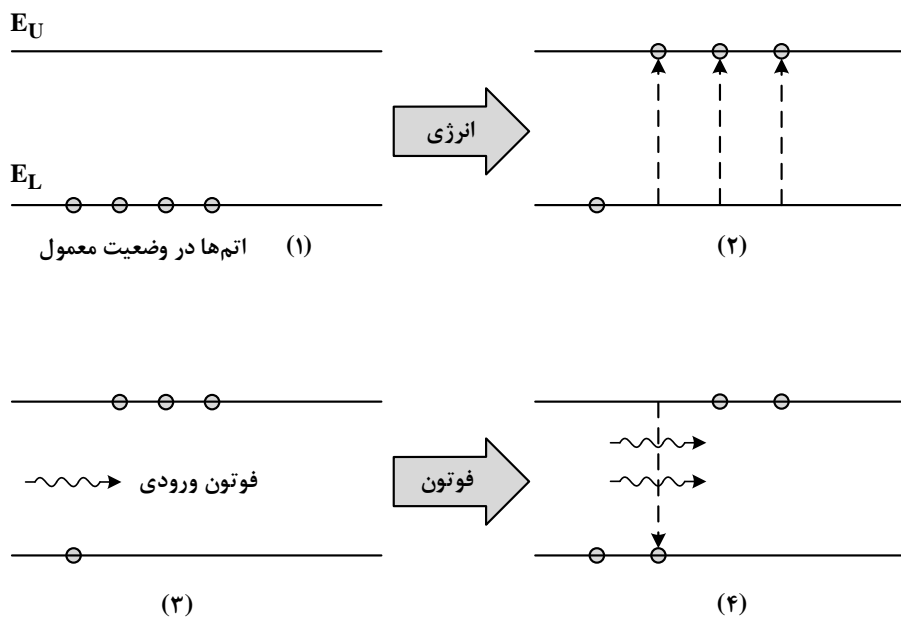 E_U
انرژی
E_L
(۱) اتم‌ها در وضعیت معمول
(۲)
فوتون ورودی
فوتون
(۳)
(۴)